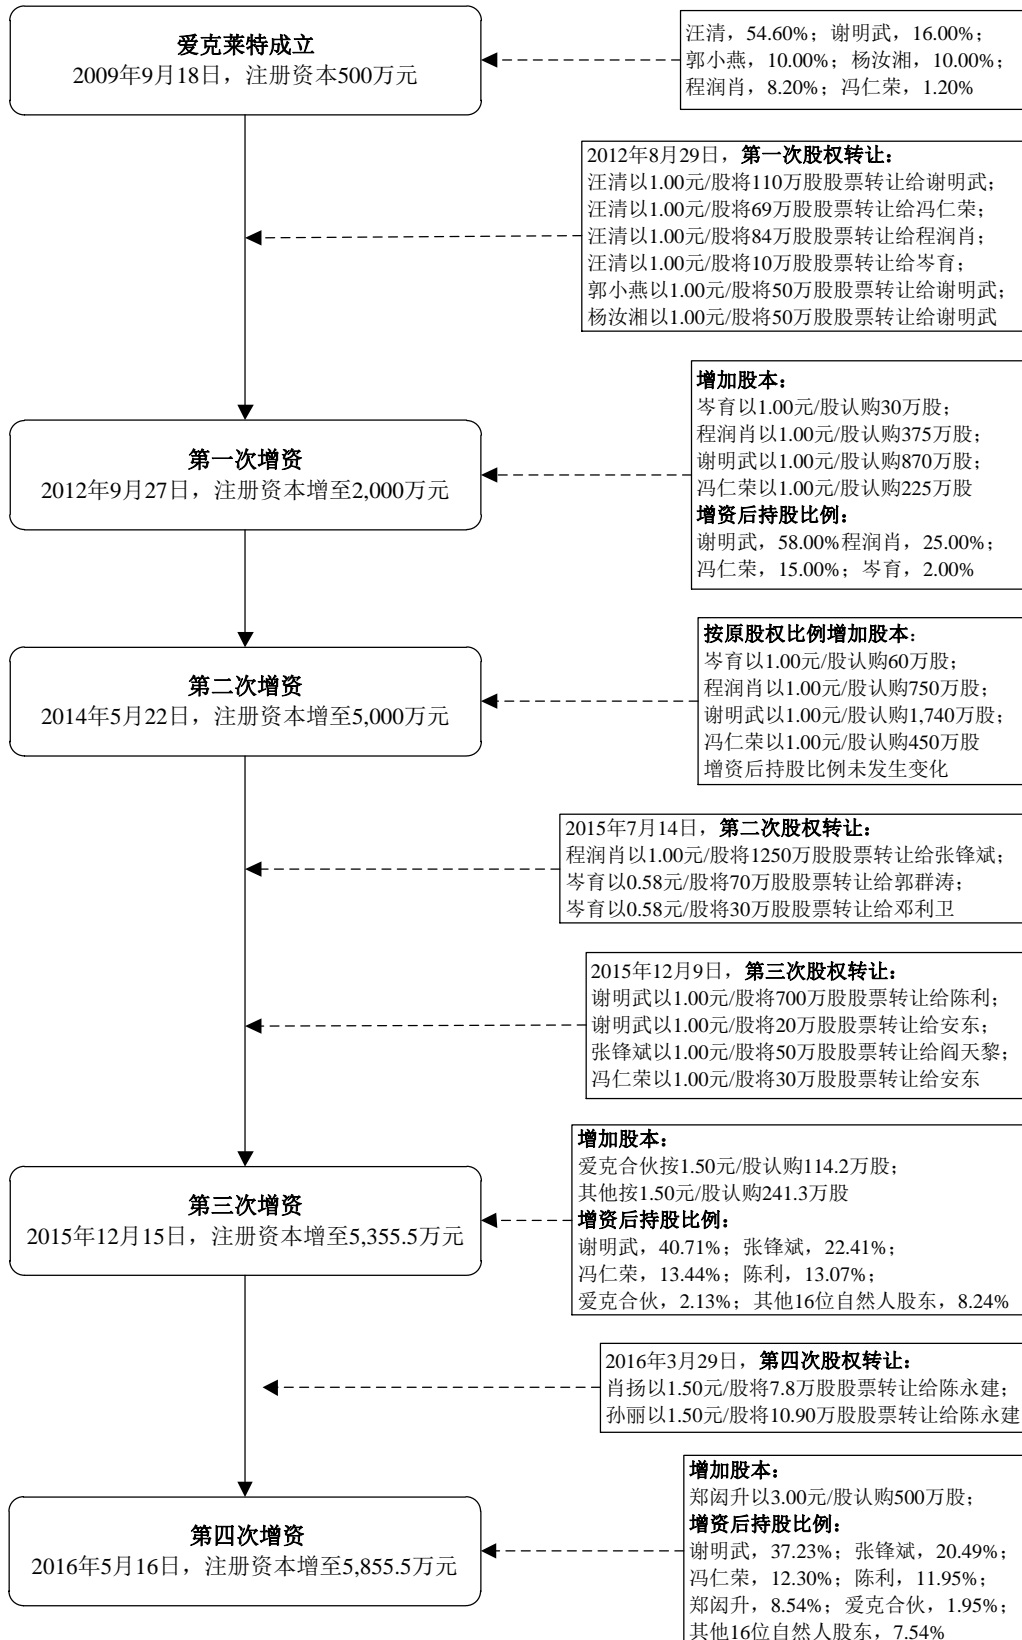 爱克莱特成立
2009年9月18日，注册资本500万元
汪清，54.60%；谢明武，16.00%；
郭小燕，10.00%；杨汝湘，10.00%；
程润肖，8.20%；冯仁荣，1.20%
2012年8月29日，第一次股权转让：
汪清以1.00元/股将110万股股票转让给谢明武；
汪清以1.00元/股将69万股股票转让给冯仁荣；
汪清以1.00元/股将84万股股票转让给程润肖；
汪清以1.00元/股将10万股股票转让给岑育；
郭小燕以1.00元/股将50万股股票转让给谢明武；
杨汝湘以1.00元/股将50万股股票转让给谢明武
第一次增资
2012年9月27日，注册资本增至2,000万元
增加股本：
岑育以1.00元/股认购30万股；
程润肖以1.00元/股认购375万股；
谢明武以1.00元/股认购870万股；
冯仁荣以1.00元/股认购225万股
增资后持股比例：
谢明武，58.00%程润肖，25.00%；
冯仁荣，15.00%；岑育，2.00%
第二次增资
2014年5月22日，注册资本增至5,000万元
按原股权比例增加股本：
岑育以1.00元/股认购60万股；
程润肖以1.00元/股认购750万股；
谢明武以1.00元/股认购1,740万股；
冯仁荣以1.00元/股认购450万股
增资后持股比例未发生变化
2015年7月14日，第二次股权转让：
程润肖以1.00元/股将1250万股股票转让给张锋斌；
岑育以0.58元/股将70万股股票转让给郭群涛；
岑育以0.58元/股将30万股股票转让给邓利卫
2015年12月9日，第三次股权转让：
谢明武以1.00元/股将700万股股票转让给陈利；
谢明武以1.00元/股将20万股股票转让给安东；
张锋斌以1.00元/股将50万股股票转让给阎天黎；
冯仁荣以1.00元/股将30万股股票转让给安东
第三次增资
2015年12月15日，注册资本增至5,355.5万元
增加股本：
爱克合伙按1.50元/股认购114.2万股；
其他按1.50元/股认购241.3万股
增资后持股比例：
谢明武，40.71%；张锋斌，22.41%；
冯仁荣，13.44%；陈利，13.07%；
爱克合伙，2.13%；其他16位自然人股东，8.24%
2016年3月29日，第四次股权转让：
肖扬以1.50元/股将7.8万股股票转让给陈永建；
孙丽以1.50元/股将10.90万股股票转让给陈永建
第四次增资
2016年5月16日，注册资本增至5,855.5万元
增加股本：
郑闳升以3.00元/股认购500万股；
增资后持股比例：
谢明武，37.23%；张锋斌，20.49%；
冯仁荣，12.30%；陈利，11.95%；
郑闳升，8.54%；爱克合伙，1.95%；
其他16位自然人股东，7.54%